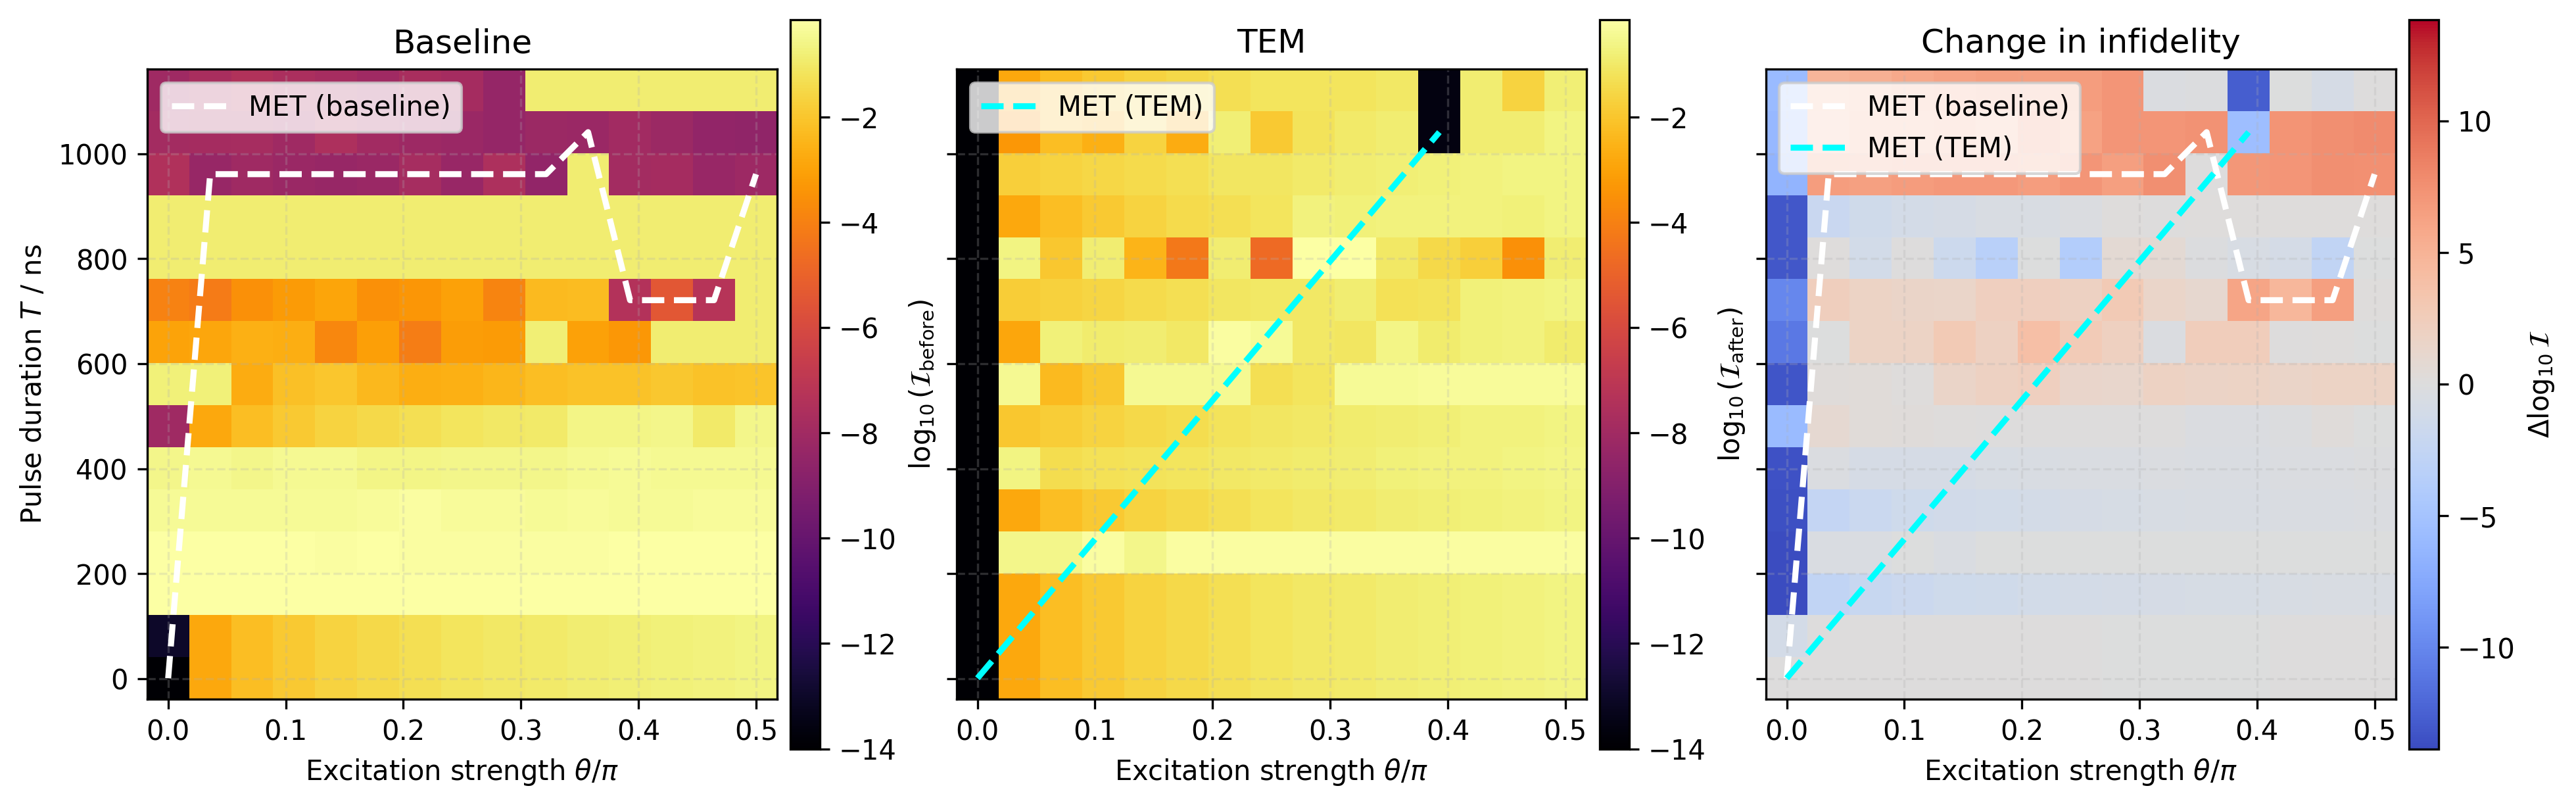 Baseline
MET (baseline)
Pulse duration T / ns
1000
800
600
400
200
0
0.0 0.1 0.2 0.3 0.4 0.5
Excitation strength θ/π
−2
−4
−6
−8
−10
−12
−14
log₁₀(ℐ_before)
TEM
MET (TEM)
0.0 0.1 0.2 0.3 0.4 0.5
Excitation strength θ/π
−2
−4
−6
−8
−10
−12
−14
log₁₀(ℐ_after)
Change in infidelity
MET (baseline)
MET (TEM)
0.0 0.1 0.2 0.3 0.4 0.5
Excitation strength θ/π
10
5
0
−5
−10
Δlog₁₀ ℐ